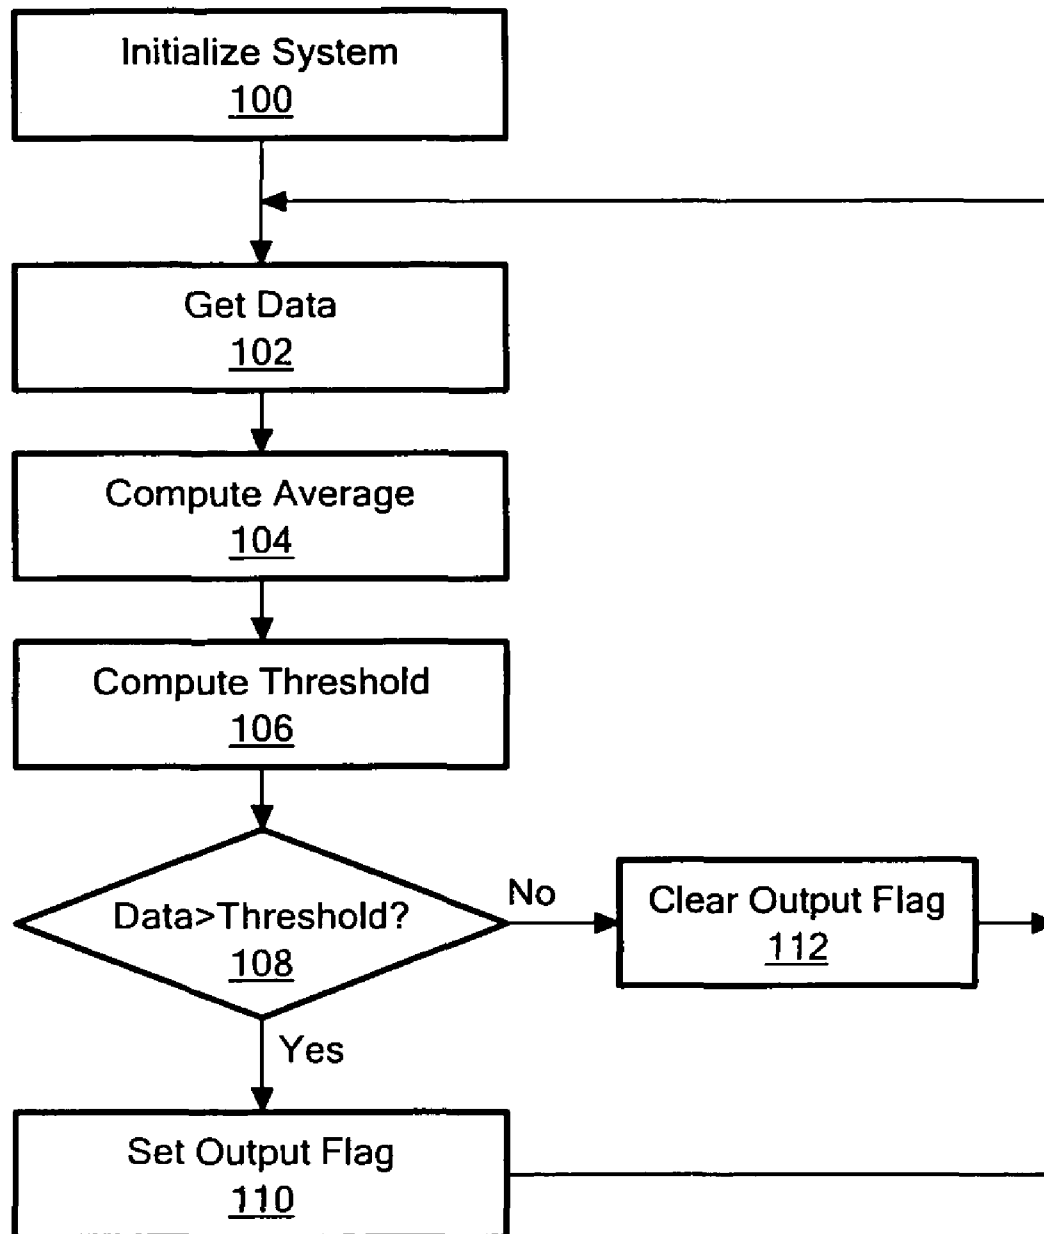 Initialize System
100
Get Data
102
Compute Average
104
Compute Threshold
106
Data>Threshold?
108
No
Clear Output Flag
112
Yes
Set Output Flag
110